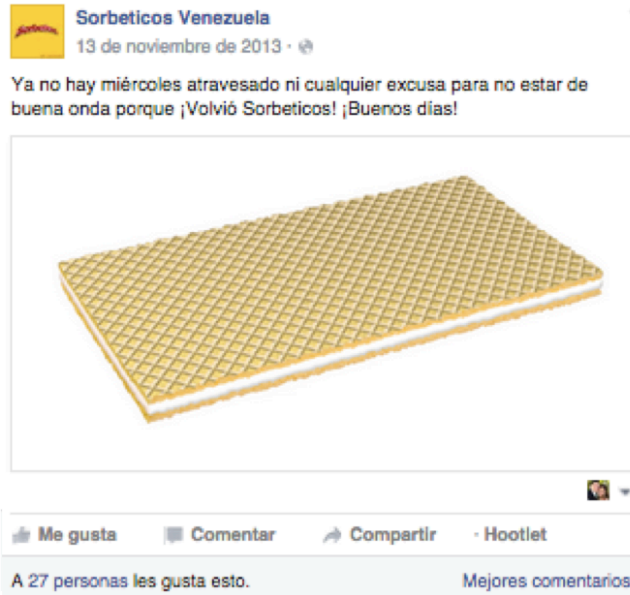 Sorbeticos
Sorbeticos Venezuela
13 de noviembre de 2013 ·
Ya no hay miércoles atravesado ni cualquier excusa para no estar de
buena onda porque ¡Volvió Sorbeticos! ¡Buenos días!
Me gusta Comentar Compartir · Hootlet
A 27 personas les gusta esto. Mejores comentarios